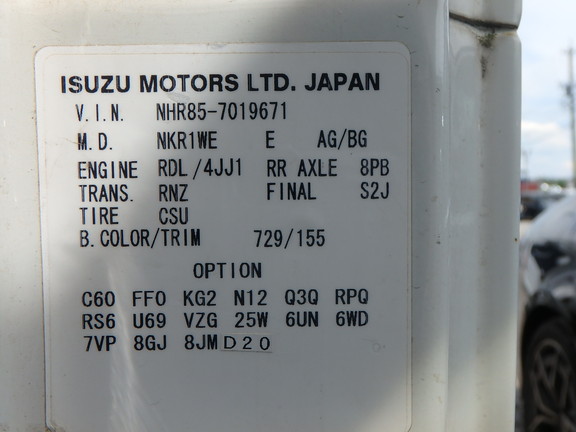 ISUZU MOTORS LTD. JAPAN
V.I.N. NHR85-7019671
M.D. NKR1WE E AG/BG
ENGINE RDL/4JJ1 RR AXLE 8PB
TRANS. RNZ FINAL S2J
TIRE CSU
B.COLOR/TRIM 729/155
OPTION
C60 FF0 KG2 N12 Q3Q RPQ
RS6 U69 VZG 25W 6UN 6WD
7VP 8GJ 8JM D20